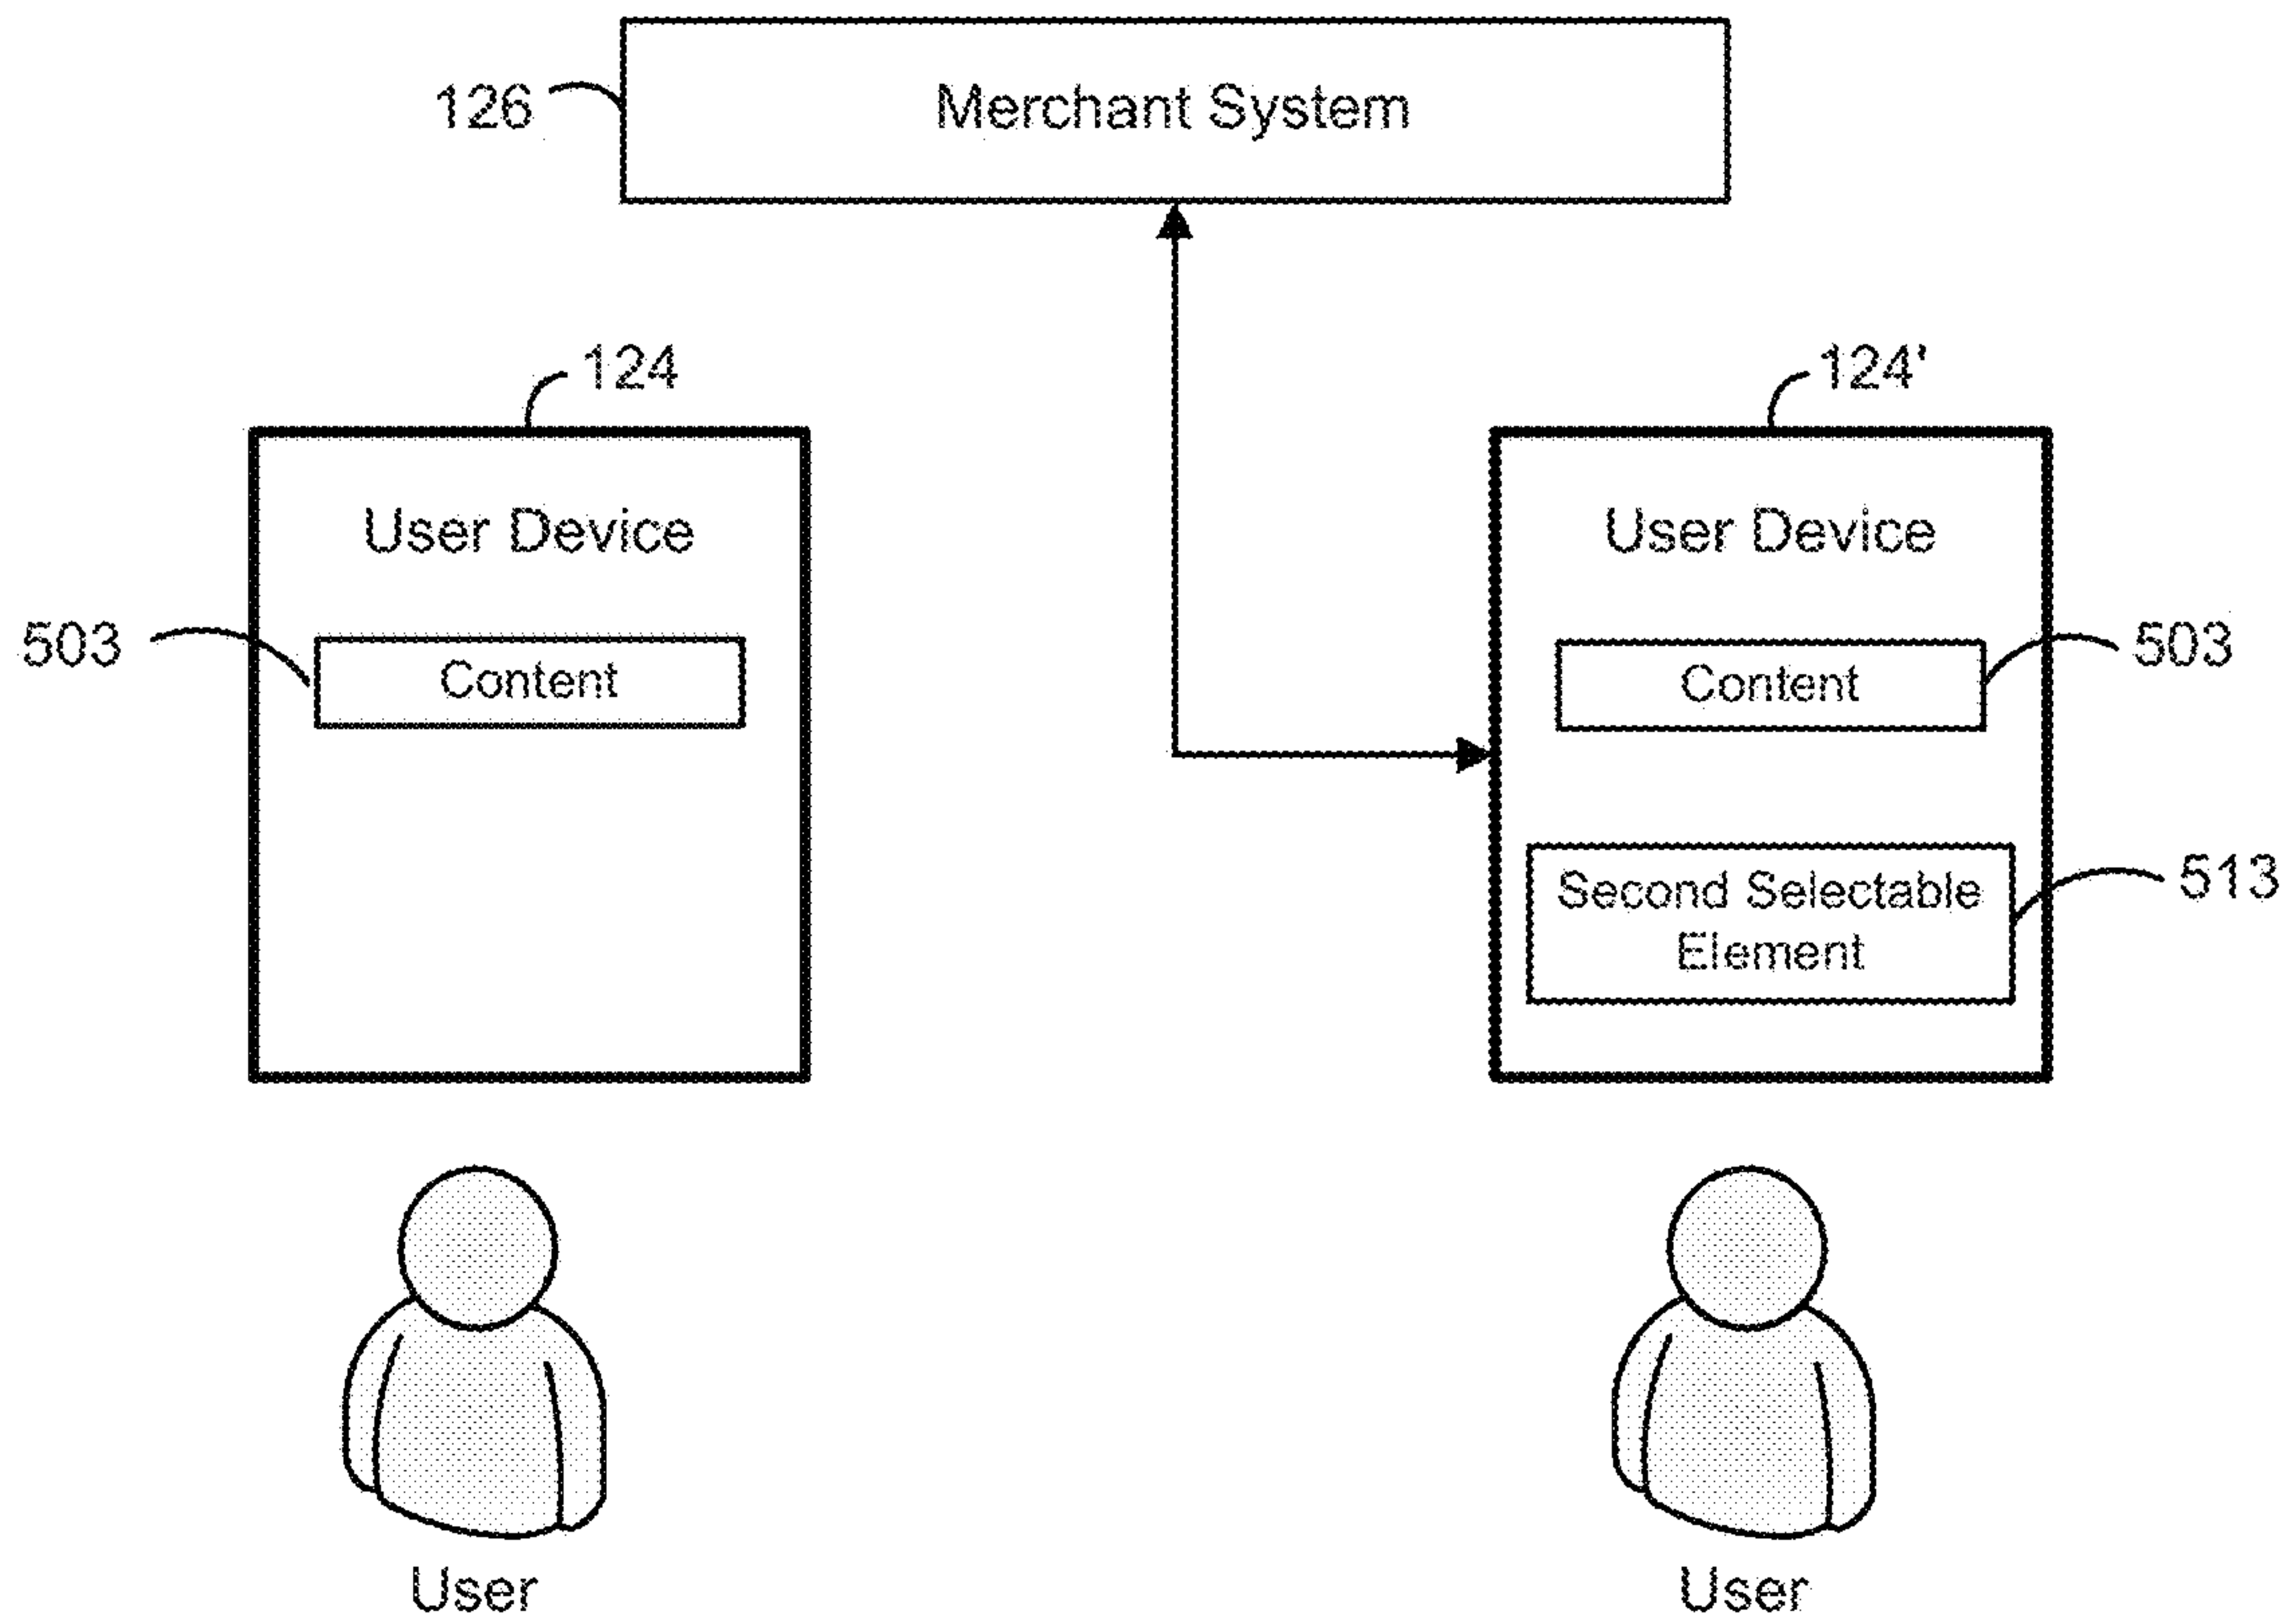 126
Merchant System
124
124'
User Device
User Device
503
Content
Content
503
Second Selectable
Element
513
User
User